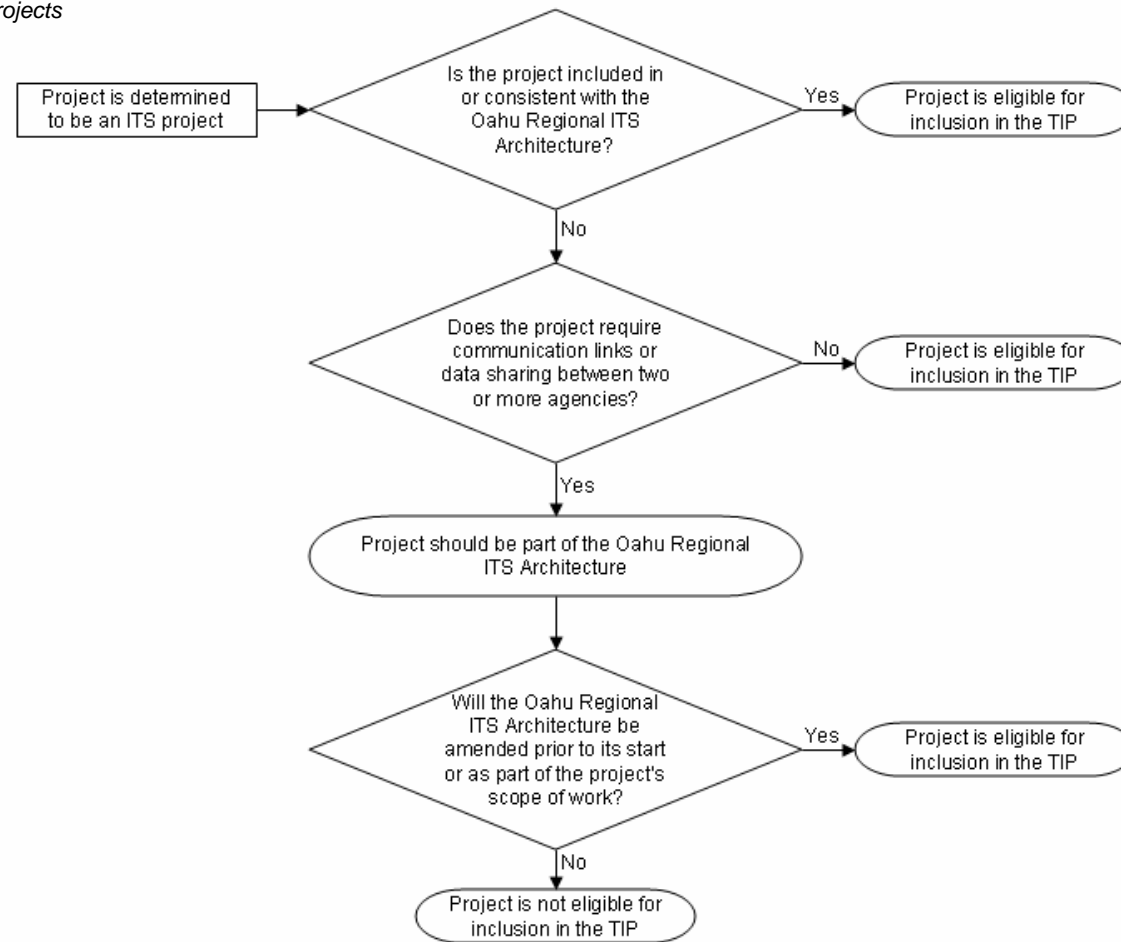 rojects
Project is determined
to be an ITS project
Is the project included in
or consistent with the
Oahu Regional ITS
Architecture?
Yes
Project is eligible for
inclusion in the TIP
No
Does the project require
communication links or
data sharing between two
or more agencies?
No
Project is eligible for
inclusion in the TIP
Yes
Project should be part of the Oahu Regional
ITS Architecture
Will the Oahu Regional
ITS Architecture be
amended prior to its start
or as part of the project's
scope of work?
Yes
Project is eligible for
inclusion in the TIP
No
Project is not eligible for
inclusion in the TIP